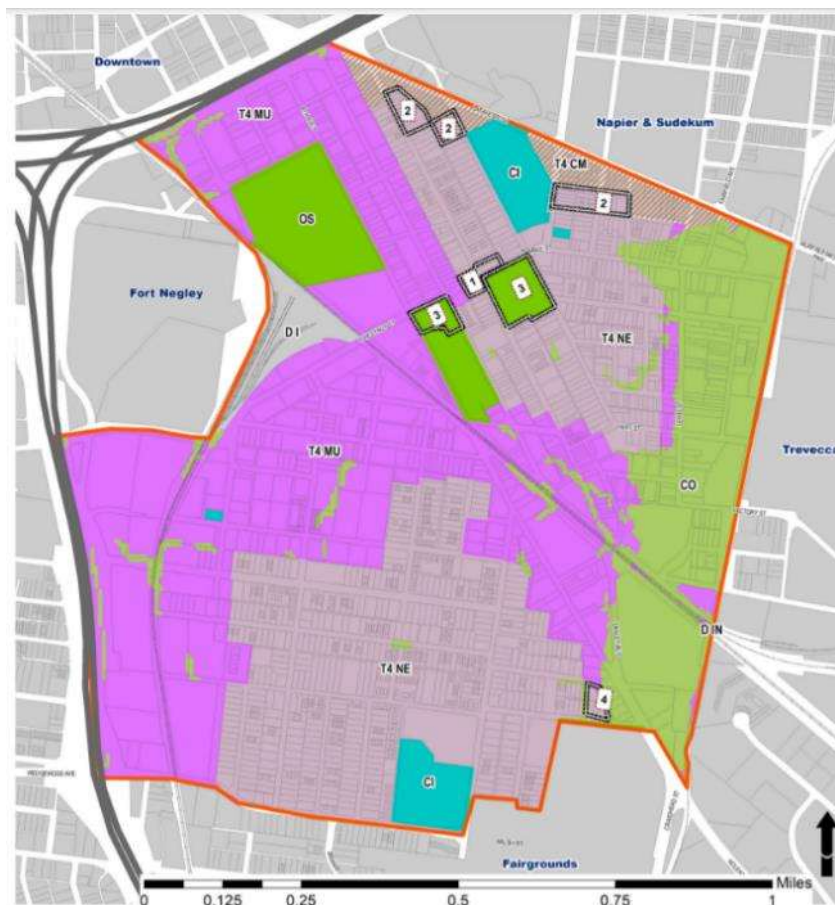 Downtown
T4 MU
2
2
Napier & Sudekum
T4 CM
CI
2
OS
1
3
Fort Negley
3
D I
T4 NE
T4 MU
Trevecca
CO
FACTORY ST
D IN
T4 NE
4
CI
Fairgrounds
Miles
0 0.125 0.25 0.5 0.75 1